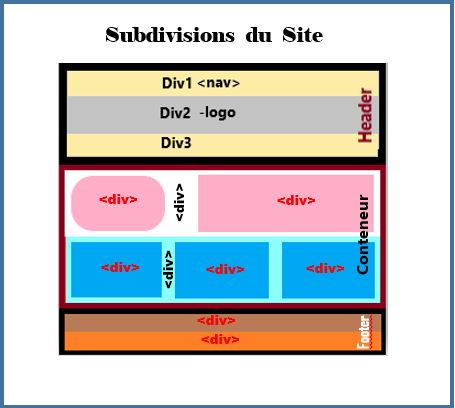 Subdivisions du Site
Div1 <nav>
Div2 -logo
Div3
Header
<div>
<div>
<div>
Conteneur
<div>
<div>
<div>
<div>
<div>
<div>
Footer